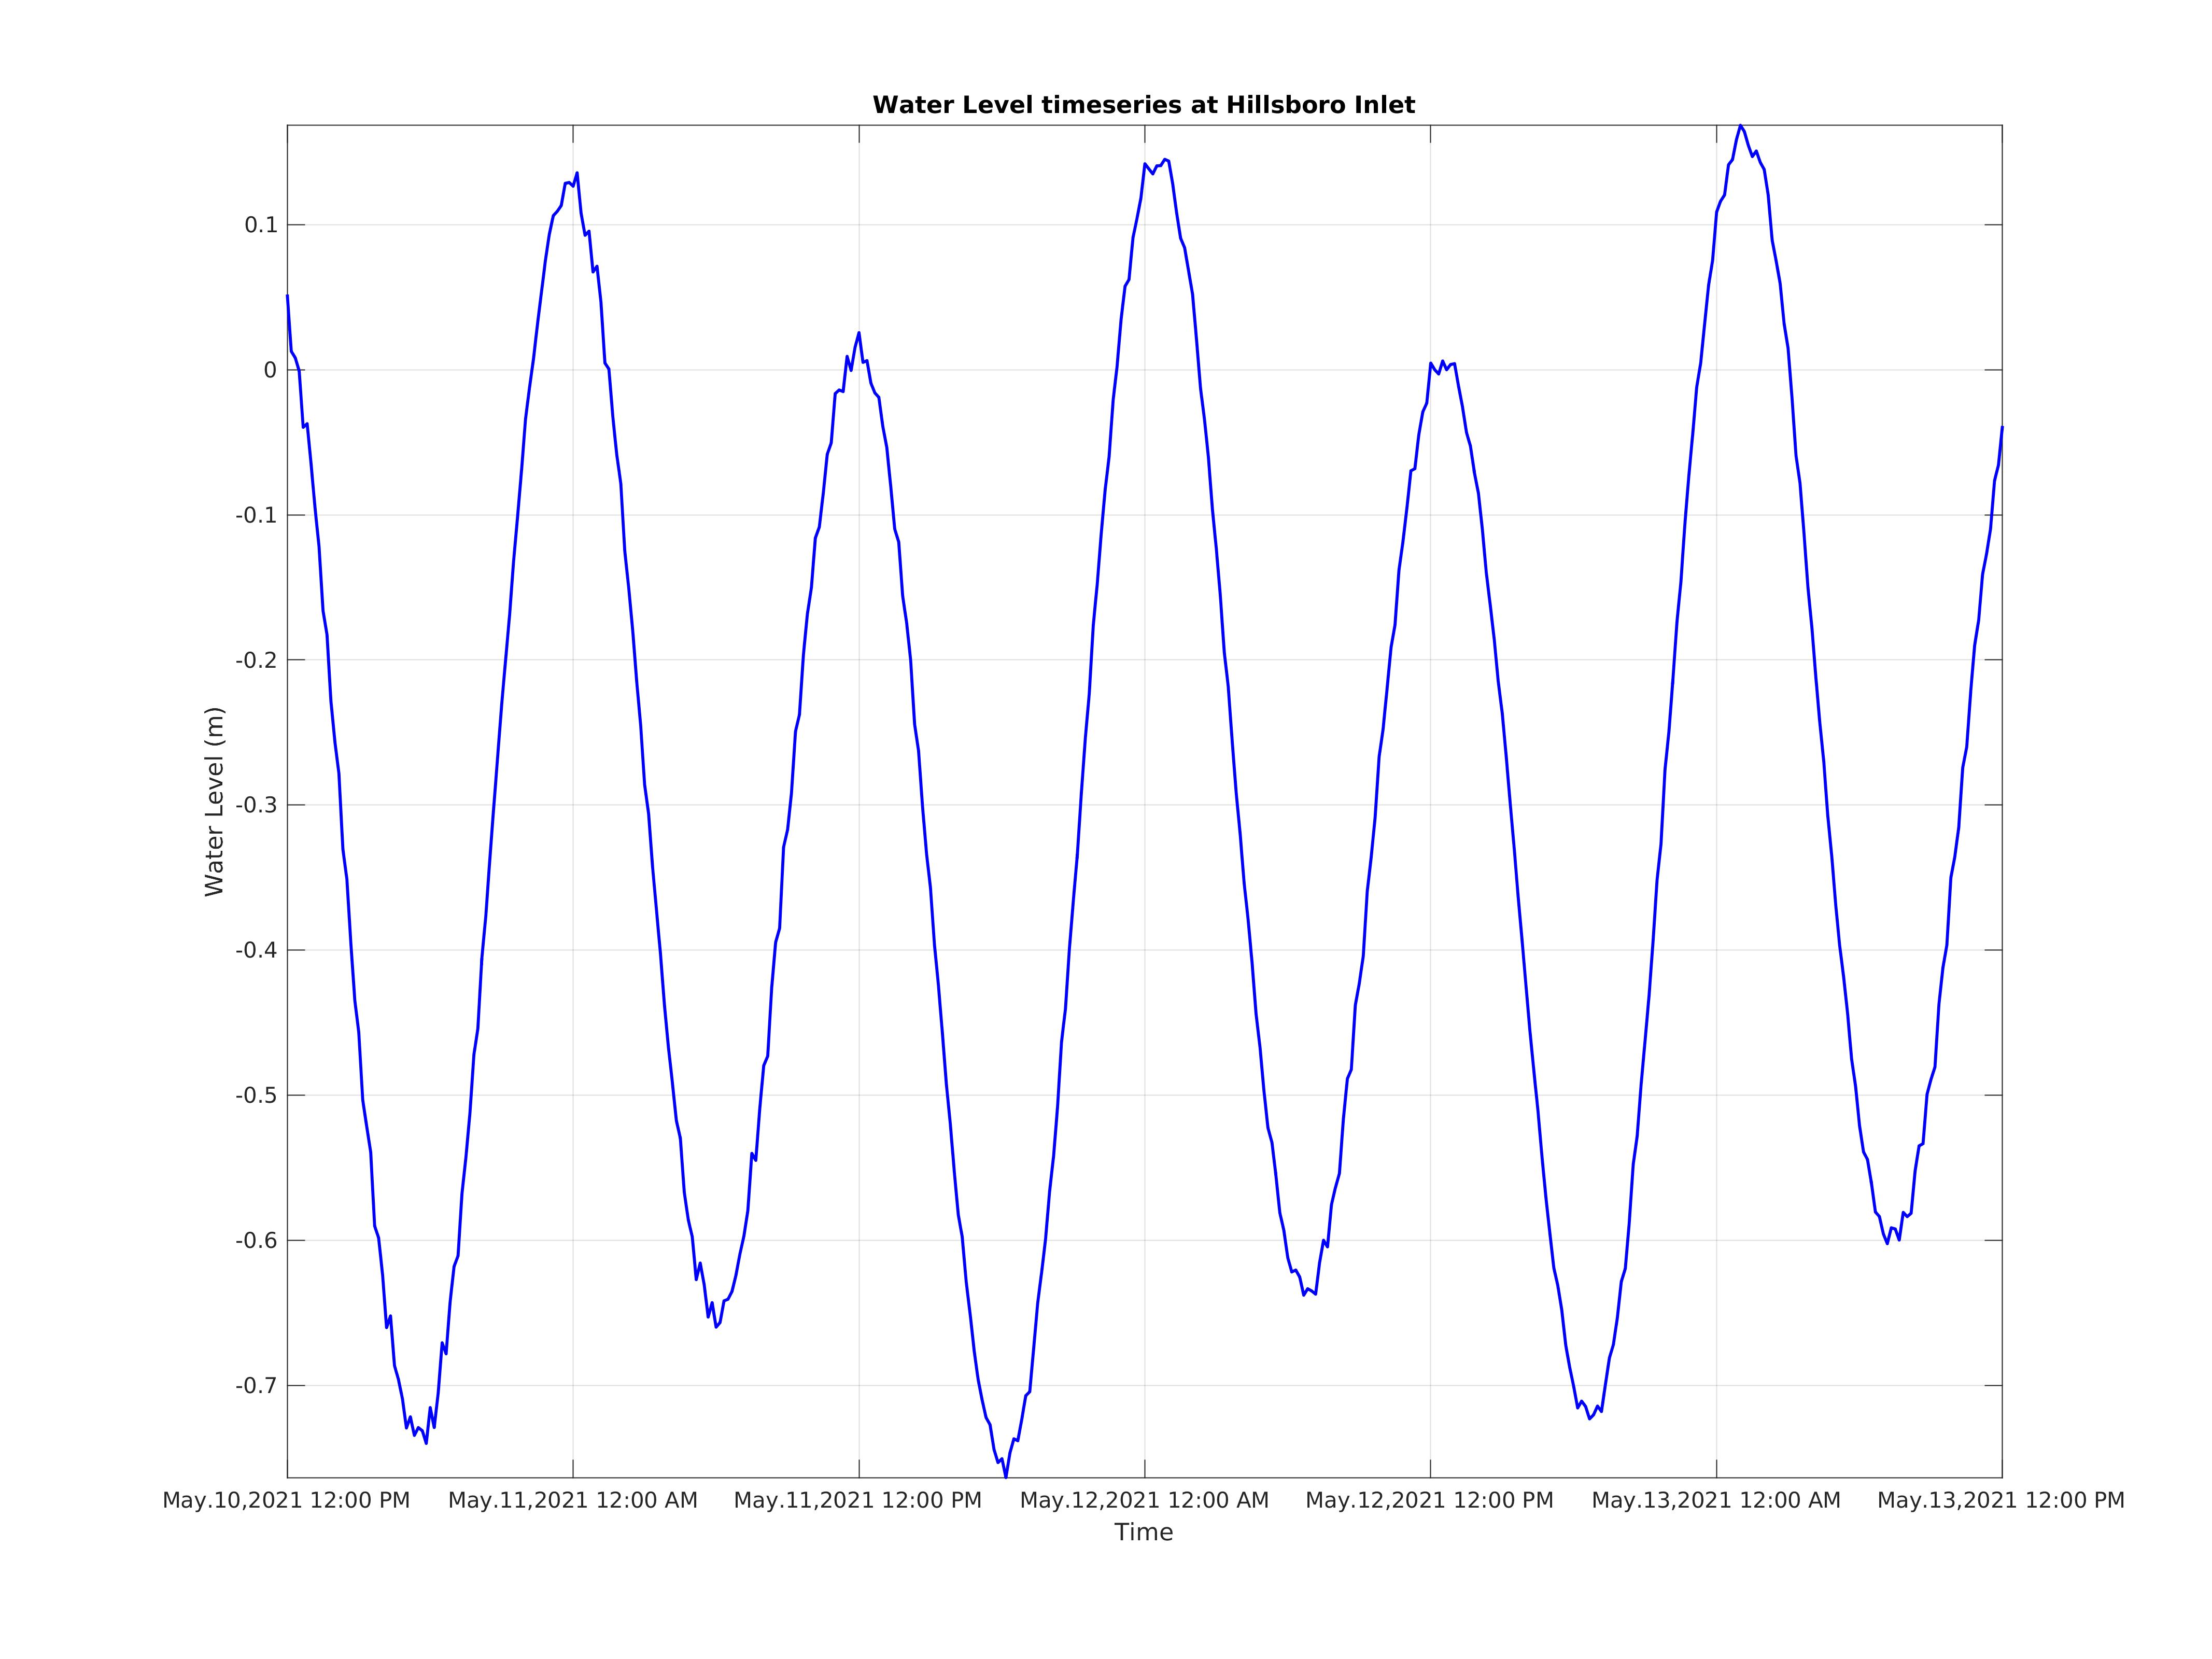 Water Level timeseries at Hillsboro Inlet
0.1
0
-0.1
-0.2
-0.3
-0.4
-0.5
-0.6
-0.7
Water Level (m)
May.10,2021 12:00 PM May.11,2021 12:00 AM May.11,2021 12:00 PM May.12,2021 12:00 AM May.12,2021 12:00 PM May.13,2021 12:00 AM May.13,2021 12:00 PM
Time